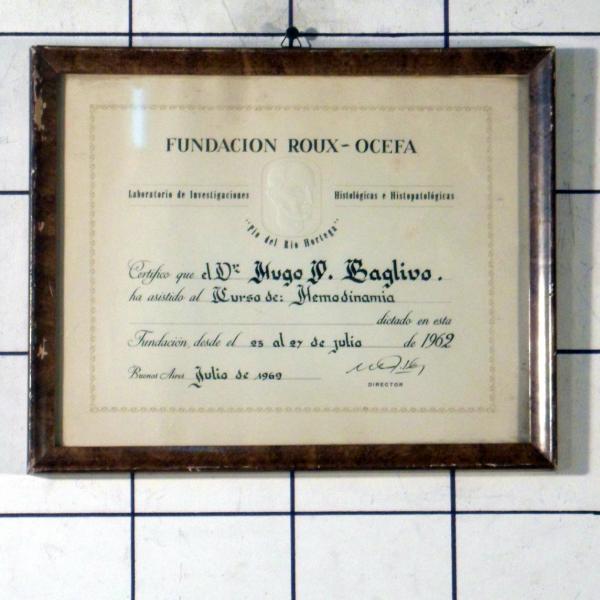 FUNDACION ROUX-OCEFA
Laboratorio de Investigaciones Histológicas e Histopatológicas
"Pío del Río Hortega"
Certifico que el Dr. Hugo P. Baglivo.
ha asistido al Curso de: Hemodinamia
dictado en esta
Fundación, desde el 25 al 27 de julio de 1962
Buenos Aires Julio de 1962
DIRECTOR